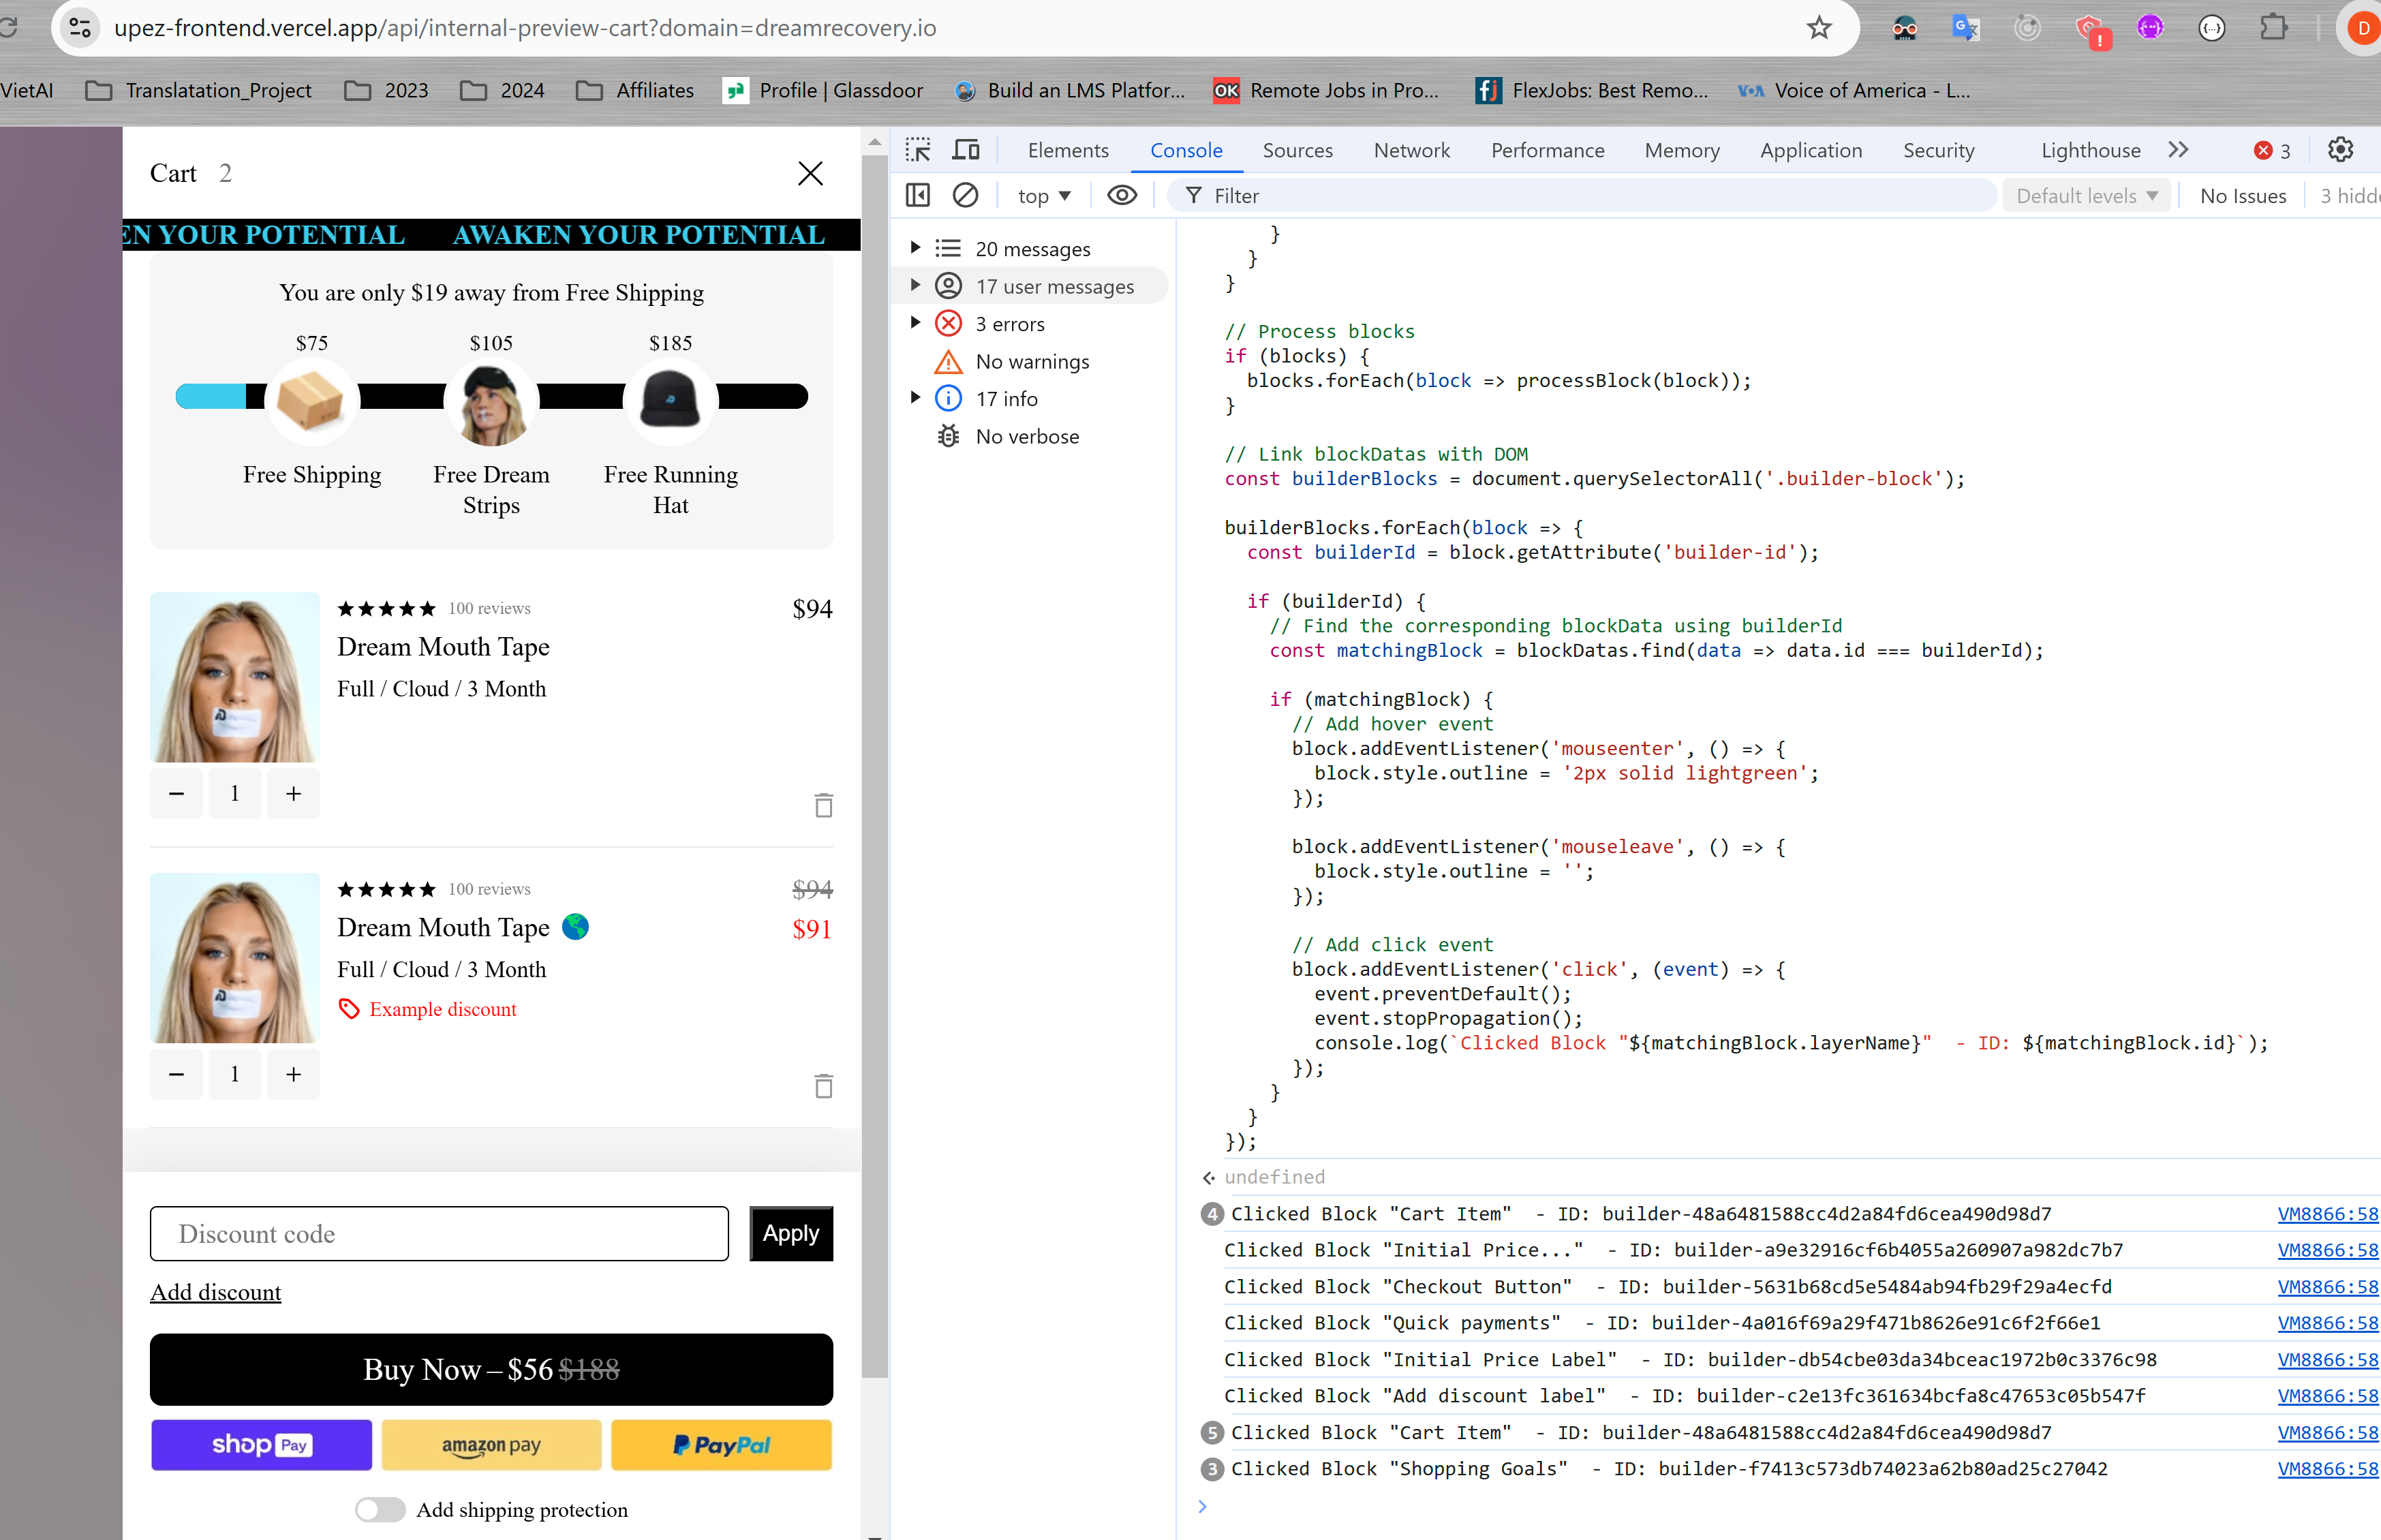 upez-frontend.vercel.app/api/internal-preview-cart?domain=dreamrecovery.io
D
VietAI
Translatation_Project
2023
2024
Affiliates
Profile | Glassdoor
Build an LMS Platfor...
OK
Remote Jobs in Pro...
fj
FlexJobs: Best Remo...
VOA
Voice of America - L...
Cart 2
EN YOUR POTENTIAL AWAKEN YOUR POTENTIAL
You are only $19 away from Free Shipping
$75 $105 $185
Free Shipping
Free Dream
Strips
Free Running
Hat
100 reviews
$94
Dream Mouth Tape
Full / Cloud / 3 Month
− 1 +
100 reviews
$94
Dream Mouth Tape
$91
Full / Cloud / 3 Month
Example discount
− 1 +
Discount code
Apply
Add discount
Buy Now – $56 $188
shop Pay
amazon pay
PayPal
Add shipping protection
Elements Console Sources Network Performance Memory Application Security Lighthouse 3
top Filter Default levels No Issues 3 hidd
20 messages
17 user messages
3 errors
No warnings
17 info
No verbose
}
}
}
// Process blocks
if (blocks) {
blocks.forEach(block => processBlock(block));
}
// Link blockDatas with DOM
const builderBlocks = document.querySelectorAll('.builder-block');
builderBlocks.forEach(block => {
const builderId = block.getAttribute('builder-id');
if (builderId) {
// Find the corresponding blockData using builderId
const matchingBlock = blockDatas.find(data => data.id === builderId);
if (matchingBlock) {
// Add hover event
block.addEventListener('mouseenter', () => {
block.style.outline = '2px solid lightgreen';
});
block.addEventListener('mouseleave', () => {
block.style.outline = '';
});
// Add click event
block.addEventListener('click', (event) => {
event.preventDefault();
event.stopPropagation();
console.log(`Clicked Block "${matchingBlock.layerName}"  - ID: ${matchingBlock.id}`);
});
}
}
});
undefined
4 Clicked Block "Cart Item"  - ID: builder-48a6481588cc4d2a84fd6cea490d98d7 VM8866:58
Clicked Block "Initial Price..."  - ID: builder-a9e32916cf6b4055a260907a982dc7b7 VM8866:58
Clicked Block "Checkout Button"  - ID: builder-5631b68cd5e5484ab94fb29f29a4ecfd VM8866:58
Clicked Block "Quick payments"  - ID: builder-4a016f69a29f471b8626e91c6f2f66e1 VM8866:58
Clicked Block "Initial Price Label"  - ID: builder-db54cbe03da34bceac1972b0c3376c98 VM8866:58
Clicked Block "Add discount label"  - ID: builder-c2e13fc361634bcfa8c47653c05b547f VM8866:58
5 Clicked Block "Cart Item"  - ID: builder-48a6481588cc4d2a84fd6cea490d98d7 VM8866:58
3 Clicked Block "Shopping Goals"  - ID: builder-f7413c573db74023a62b80ad25c27042 VM8866:58